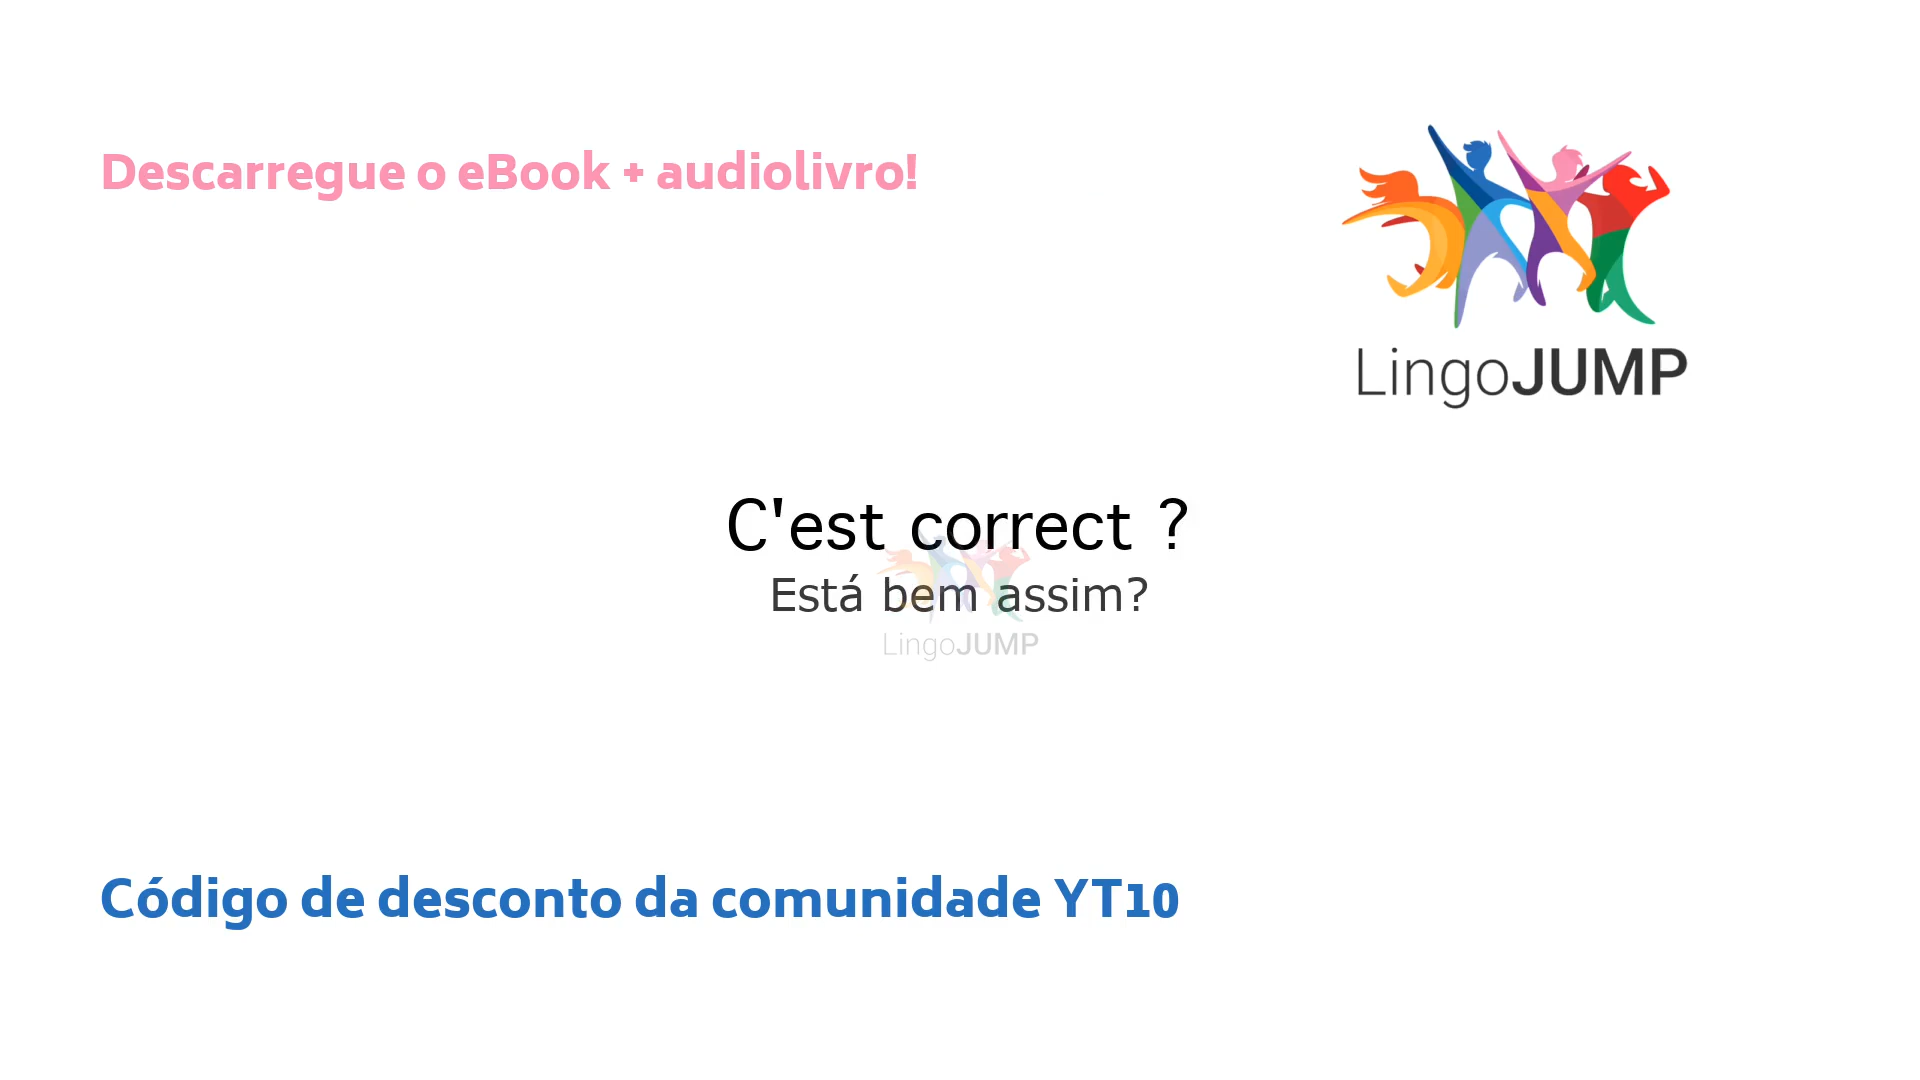 Descarregue o eBook + audiolivro!
LingoJUMP
C'est correct ?
Está bem assim?
LingoJUMP
Código de desconto da comunidade YT10